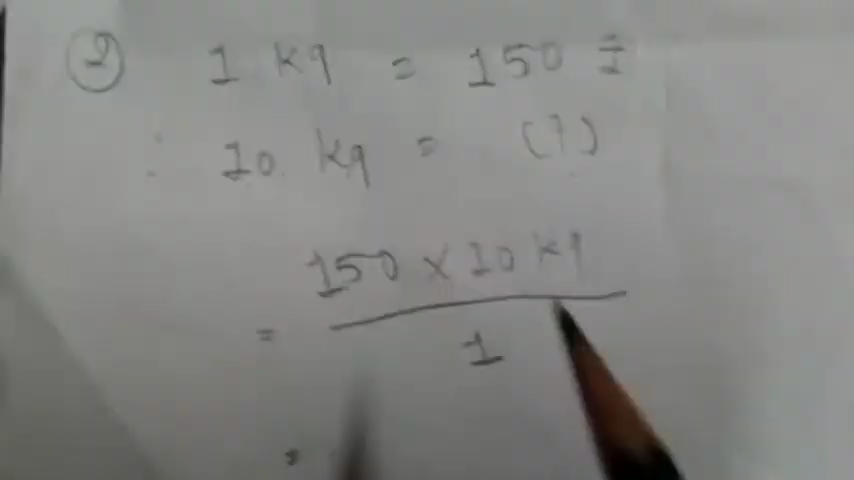 ② 1 kg = 150 ₹
∴ 10 kg = (?)
= 150 × 10 kg
1
=